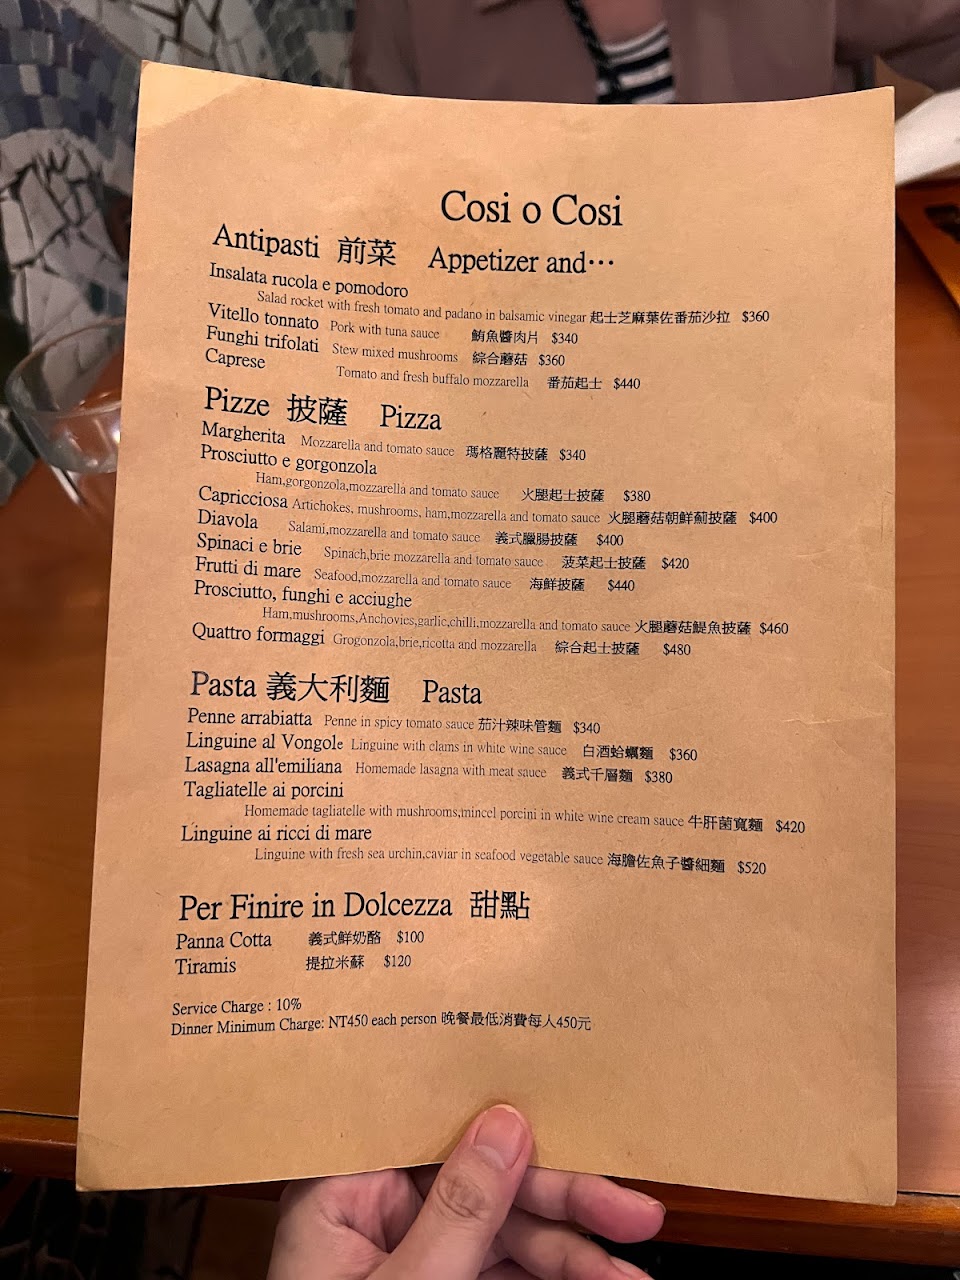 Cosi o Cosi
Antipasti 前菜 Appetizer and…
Insalata rucola e pomodoro
Salad rocket with fresh tomato and padano in balsamic vinegar 起士芝麻葉佐番茄沙拉 $360
Vitello tonnato Pork with tuna sauce 鮪魚醬肉片 $340
Funghi trifolati Stew mixed mushrooms 綜合蘑菇 $360
Caprese Tomato and fresh buffalo mozzarella 番茄起士 $440
Pizze 披薩 Pizza
Margherita Mozzarella and tomato sauce 瑪格麗特披薩 $340
Prosciutto e gorgonzola
Ham,gorgonzola,mozzarella and tomato sauce 火腿起士披薩 $380
Capricciosa Artichokes, mushrooms, ham,mozzarella and tomato sauce 火腿蘑菇朝鮮薊披薩 $400
Diavola Salami,mozzarella and tomato sauce 義式臘腸披薩 $400
Spinaci e brie Spinach,brie mozzarella and tomato sauce 菠菜起士披薩 $420
Frutti di mare Seafood,mozzarella and tomato sauce 海鮮披薩 $440
Prosciutto, funghi e acciughe
Ham,mushrooms,Anchovies,garlic,chilli,mozzarella and tomato sauce 火腿蘑菇鯷魚披薩 $460
Quattro formaggi Grogonzola,brie,ricotta and mozzarella 綜合起士披薩 $480
Pasta 義大利麵 Pasta
Penne arrabiatta Penne in spicy tomato sauce 茄汁辣味管麵 $340
Linguine al Vongole Linguine with clams in white wine sauce 白酒蛤蠣麵 $360
Lasagna all'emiliana Homemade lasagna with meat sauce 義式千層麵 $380
Tagliatelle ai porcini
Homemade tagliatelle with mushrooms,mincel porcini in white wine cream sauce 牛肝菌寬麵 $420
Linguine ai ricci di mare
Linguine with fresh sea urchin,caviar in seafood vegetable sauce 海膽佐魚子醬細麵 $520
Per Finire in Dolcezza 甜點
Panna Cotta 義式鮮奶酪 $100
Tiramis 提拉米蘇 $120
Service Charge : 10%
Dinner Minimum Charge: NT450 each person 晚餐最低消費每人450元